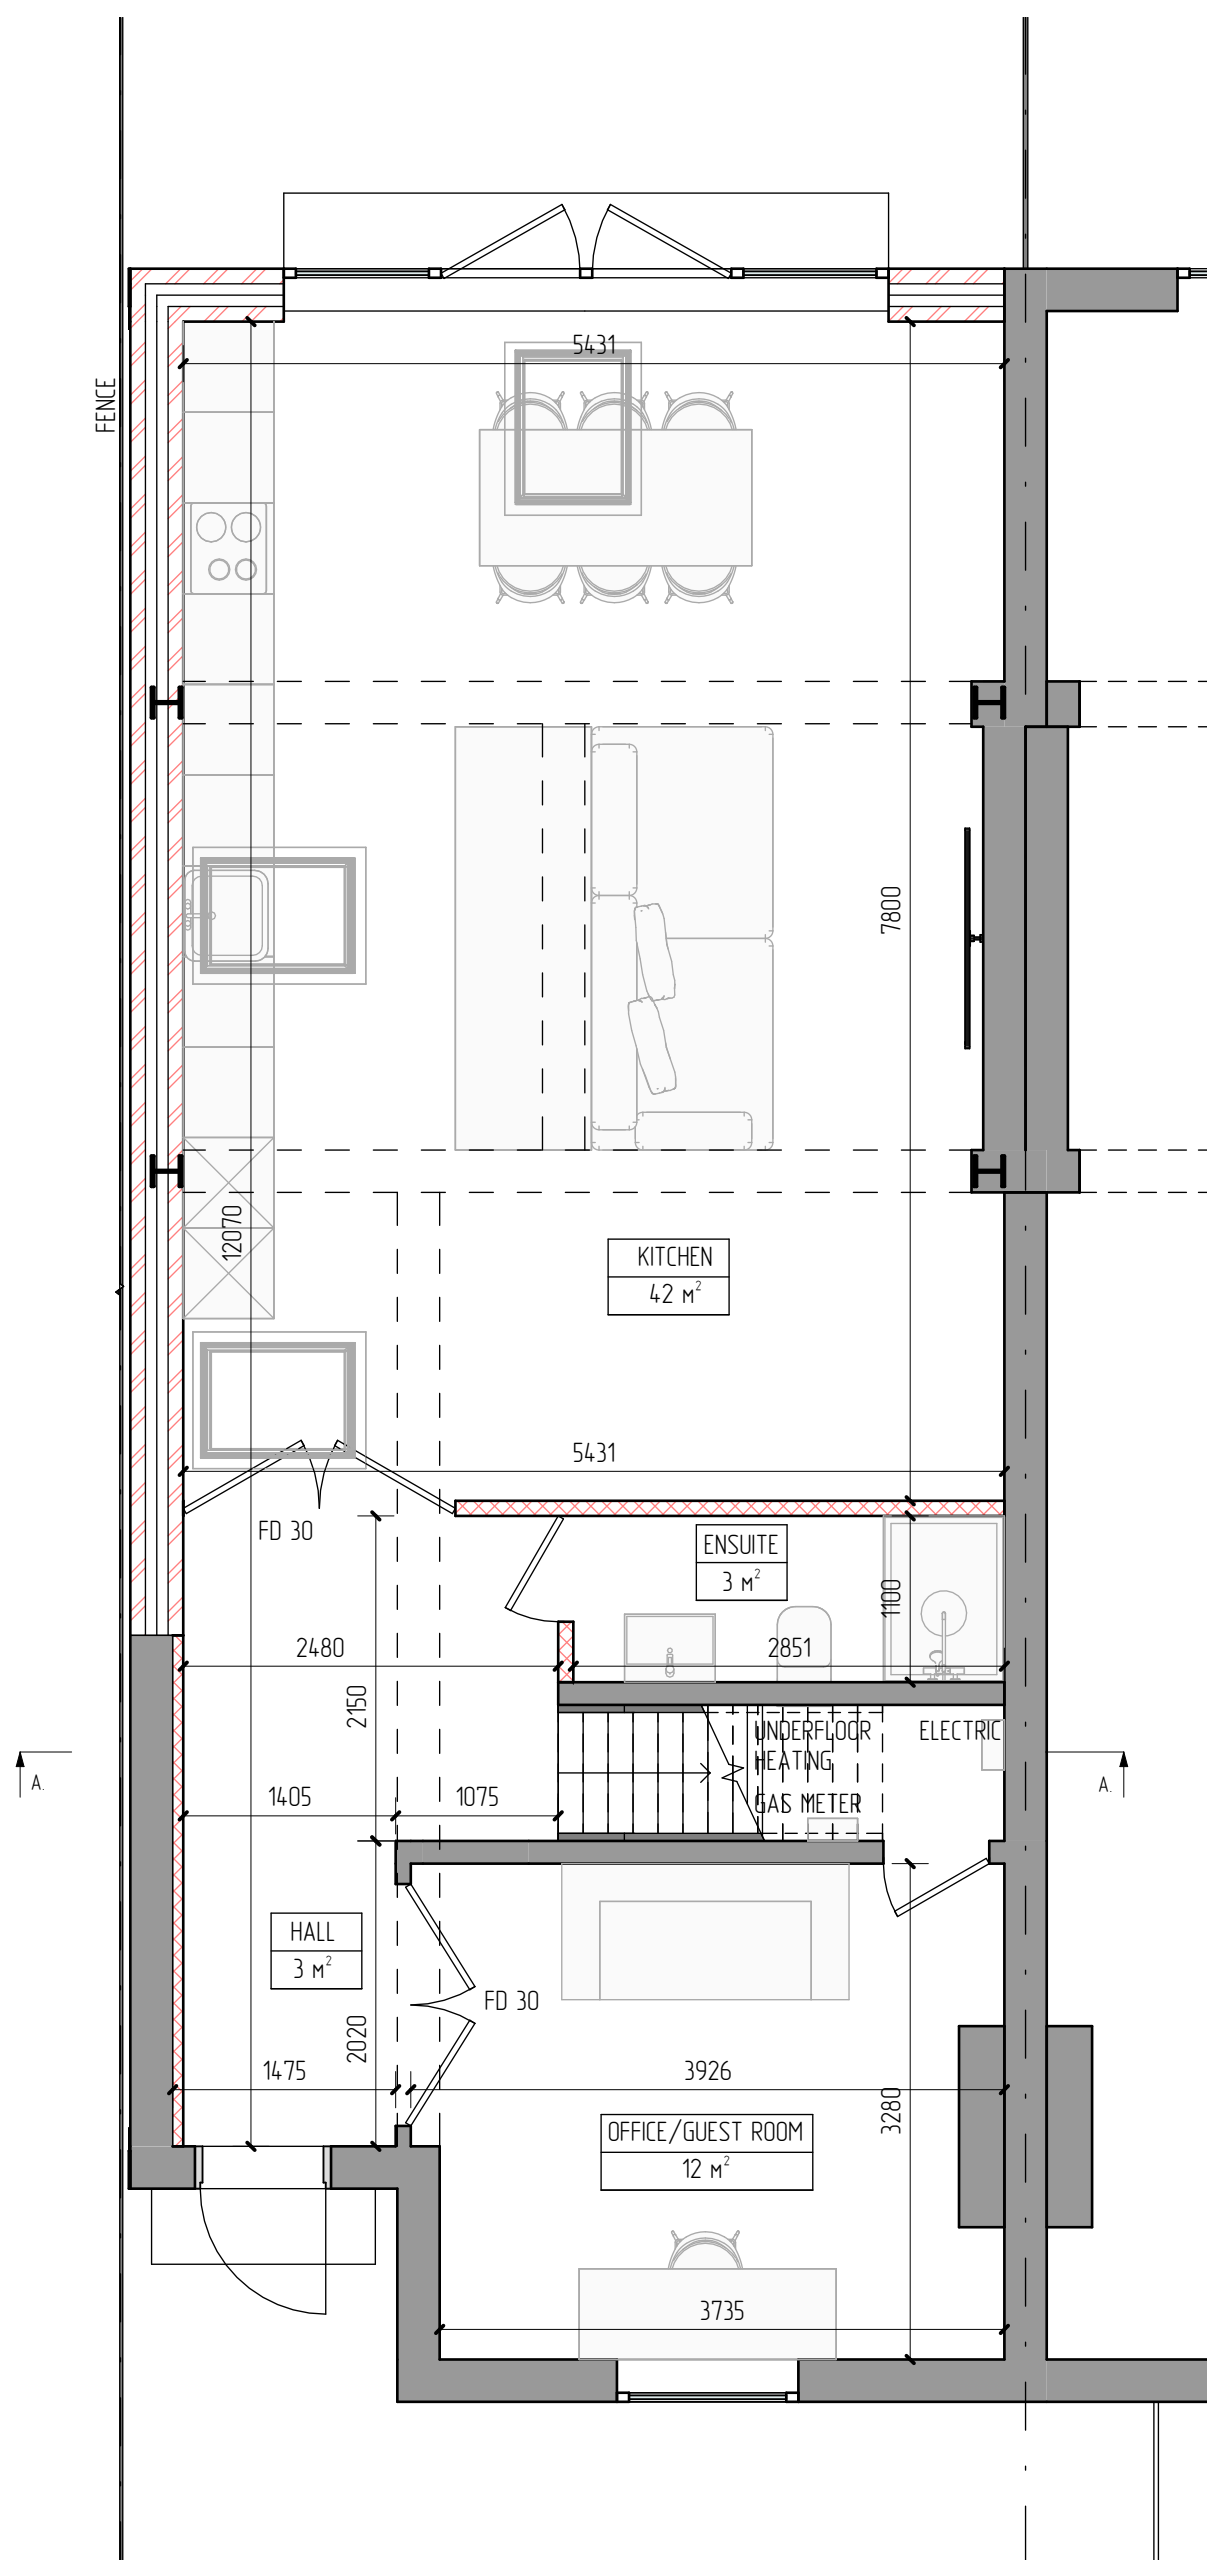 5431
FENCE
7800
12070
KITCHEN
42 м²
5431
FD 30
ENSUITE
3 м²
1100
2480
2851
2150
UNDERFLOOR
HEATING
ELECTRIC
GAS METER
A.
A.
1405
1075
HALL
3 м²
FD 30
2020
1475
3926
3280
OFFICE/GUEST ROOM
12 м²
3735